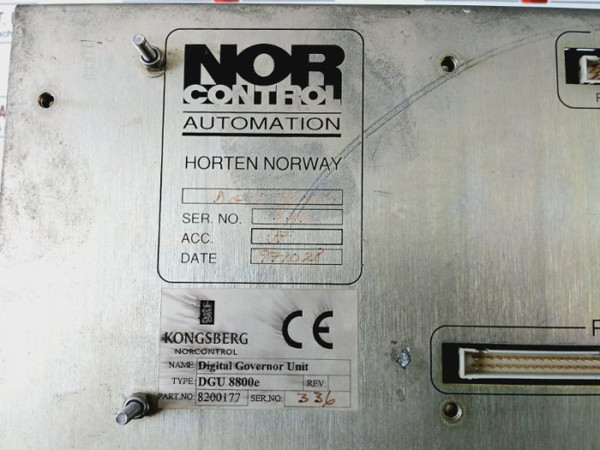 NOR
CONTROL
AUTOMATION
HORTEN NORWAY
SER. NO.
ACC.
DATE 971028
KONGSBERG
NORCONTROL
CE
NAME: Digital Governor Unit
TYPE: DGU 8800e REV:
PART.NO: 8200177 SER.NO: 336